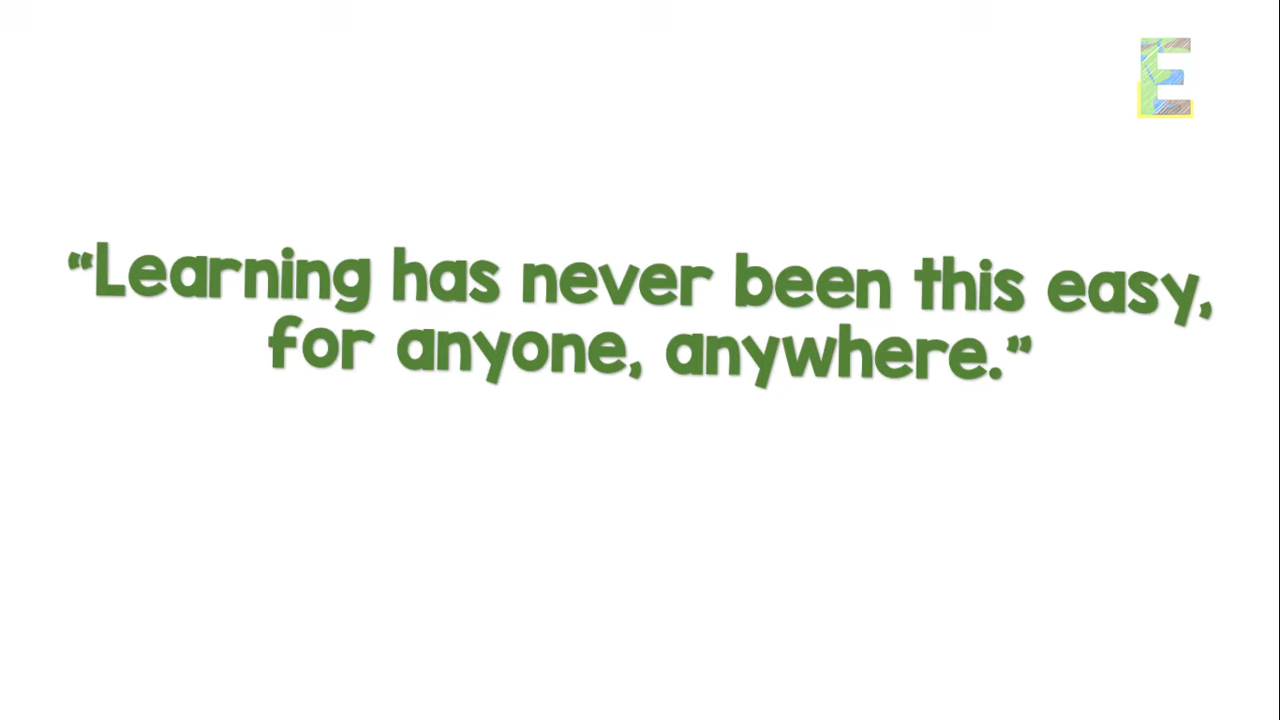 E
“Learning has never been this easy,
for anyone, anywhere.”